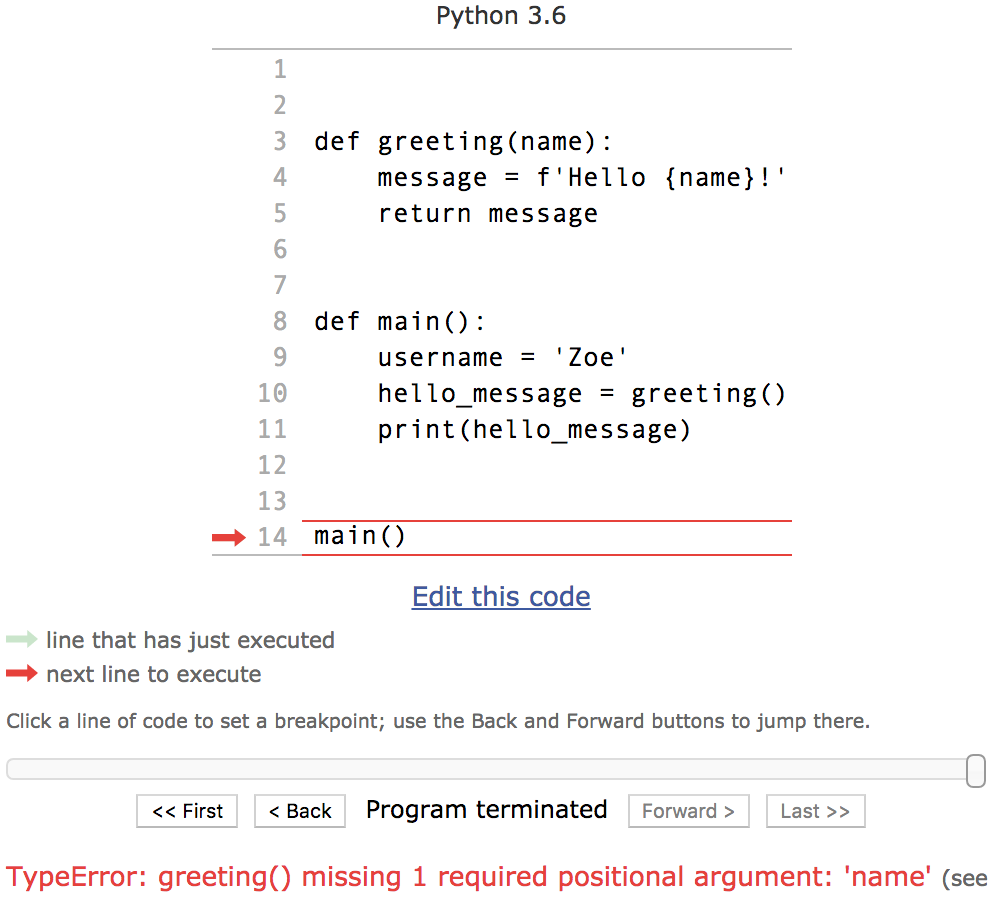 Python 3.6
1
2
3 def greeting(name):
4     message = f'Hello {name}!'
5     return message
6
7
8 def main():
9     username = 'Zoe'
10     hello_message = greeting()
11     print(hello_message)
12
13
14 main()
Edit this code
line that has just executed
next line to execute
Click a line of code to set a breakpoint; use the Back and Forward buttons to jump there.
<< First < Back Program terminated Forward > Last >>
TypeError: greeting() missing 1 required positional argument: 'name' (see